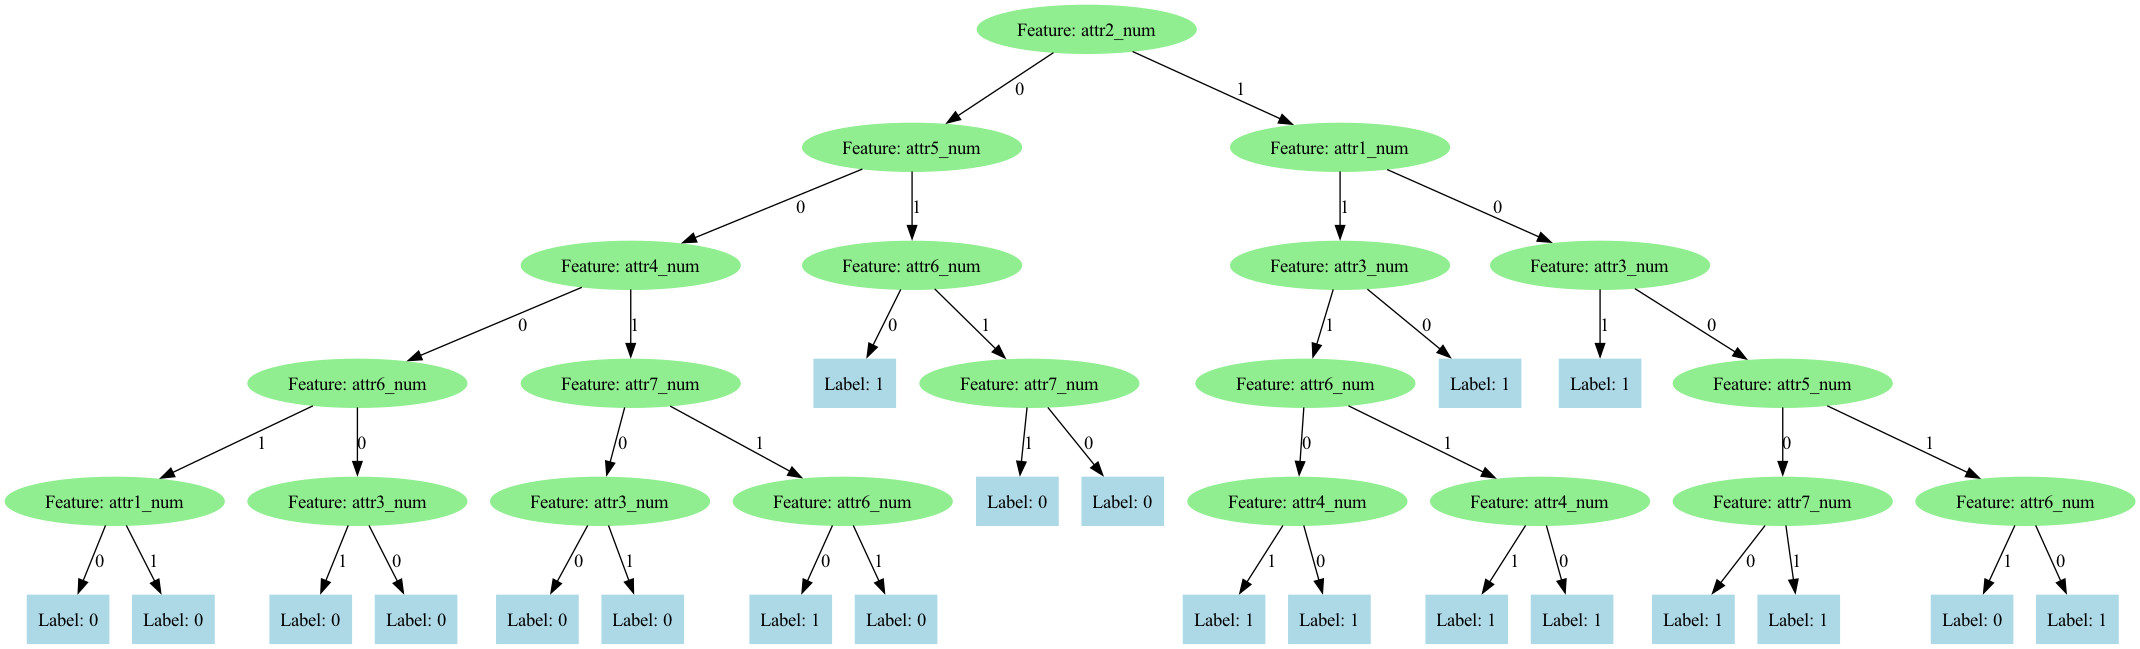 Feature: attr2_num
0
1
Feature: attr5_num
Feature: attr1_num
0
1
1
0
Feature: attr4_num
Feature: attr6_num
Feature: attr3_num
Feature: attr3_num
0
1
0
1
1
0
1
0
Feature: attr6_num
Feature: attr7_num
Label: 1
Feature: attr7_num
Feature: attr6_num
Label: 1
Label: 1
Feature: attr5_num
1
0
0
1
1
0
0
1
0
1
Feature: attr1_num
Feature: attr3_num
Feature: attr3_num
Feature: attr6_num
Label: 0
Label: 0
Feature: attr4_num
Feature: attr4_num
Feature: attr7_num
Feature: attr6_num
0
1
1
0
0
1
0
1
1
0
1
0
0
1
1
0
Label: 0
Label: 0
Label: 0
Label: 0
Label: 0
Label: 0
Label: 1
Label: 0
Label: 1
Label: 1
Label: 1
Label: 1
Label: 1
Label: 1
Label: 0
Label: 1